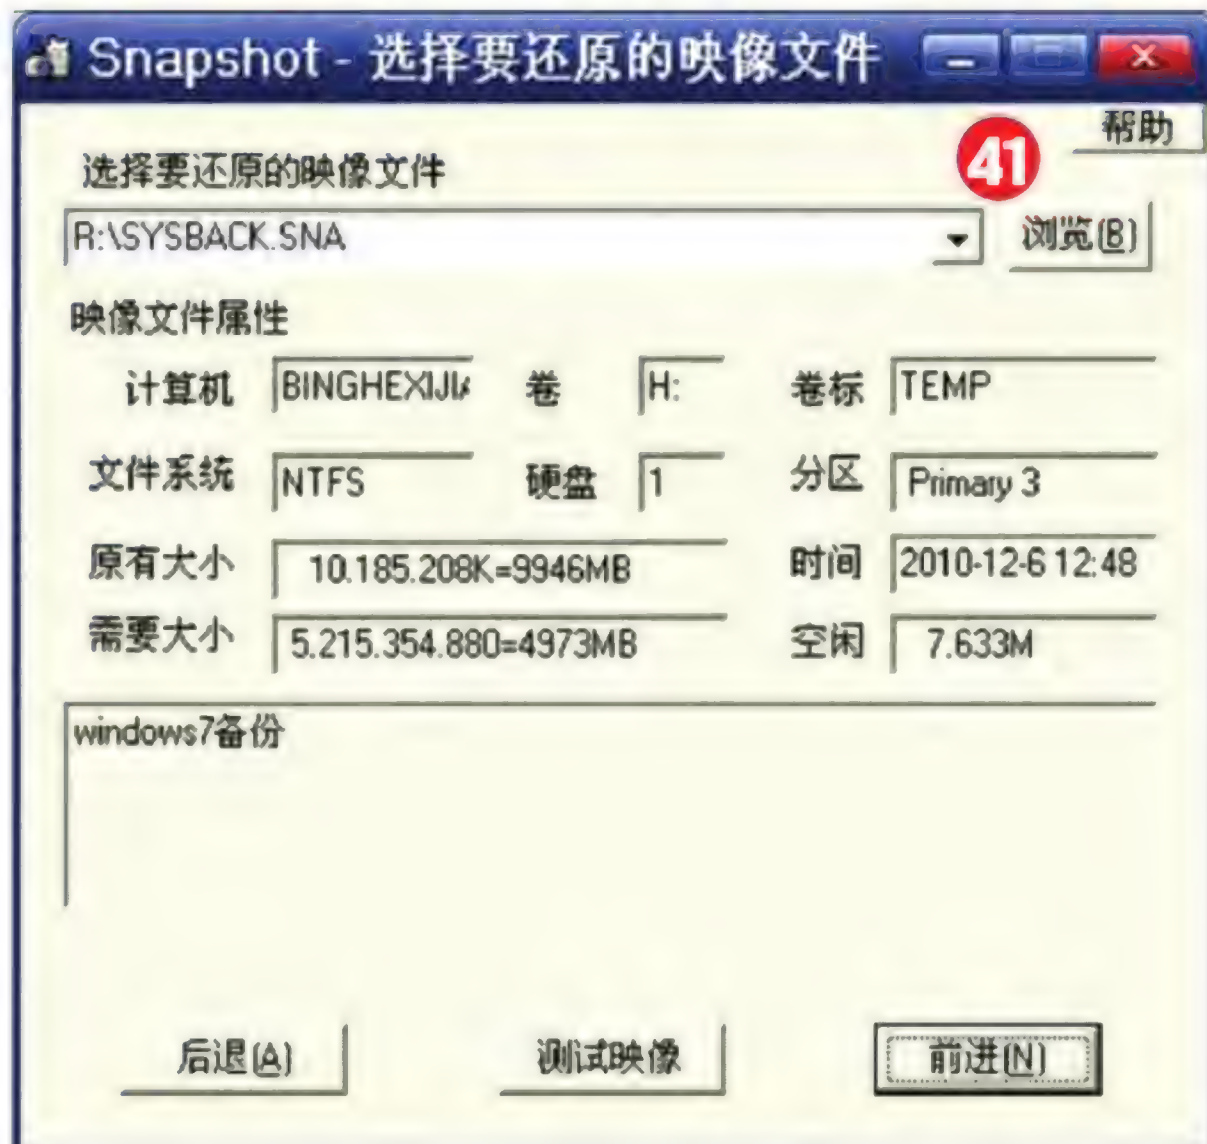 Snapshot - 选择要还原的映像文件
帮助
41
选择要还原的映像文件
R:\SYSBACK.SNA 浏览(B)
映像文件属性
计算机 卷 H: 卷标 TEMP
文件系统 NTFS 硬盘 1 分区 Primary 3
原有大小 10.185.208K=9946MB 时间 2010-12-6 12:48
需要大小 5.215.354.880=4973MB 空闲 7.633M
windows7备份
后退(A) 测试映像 前进(N)